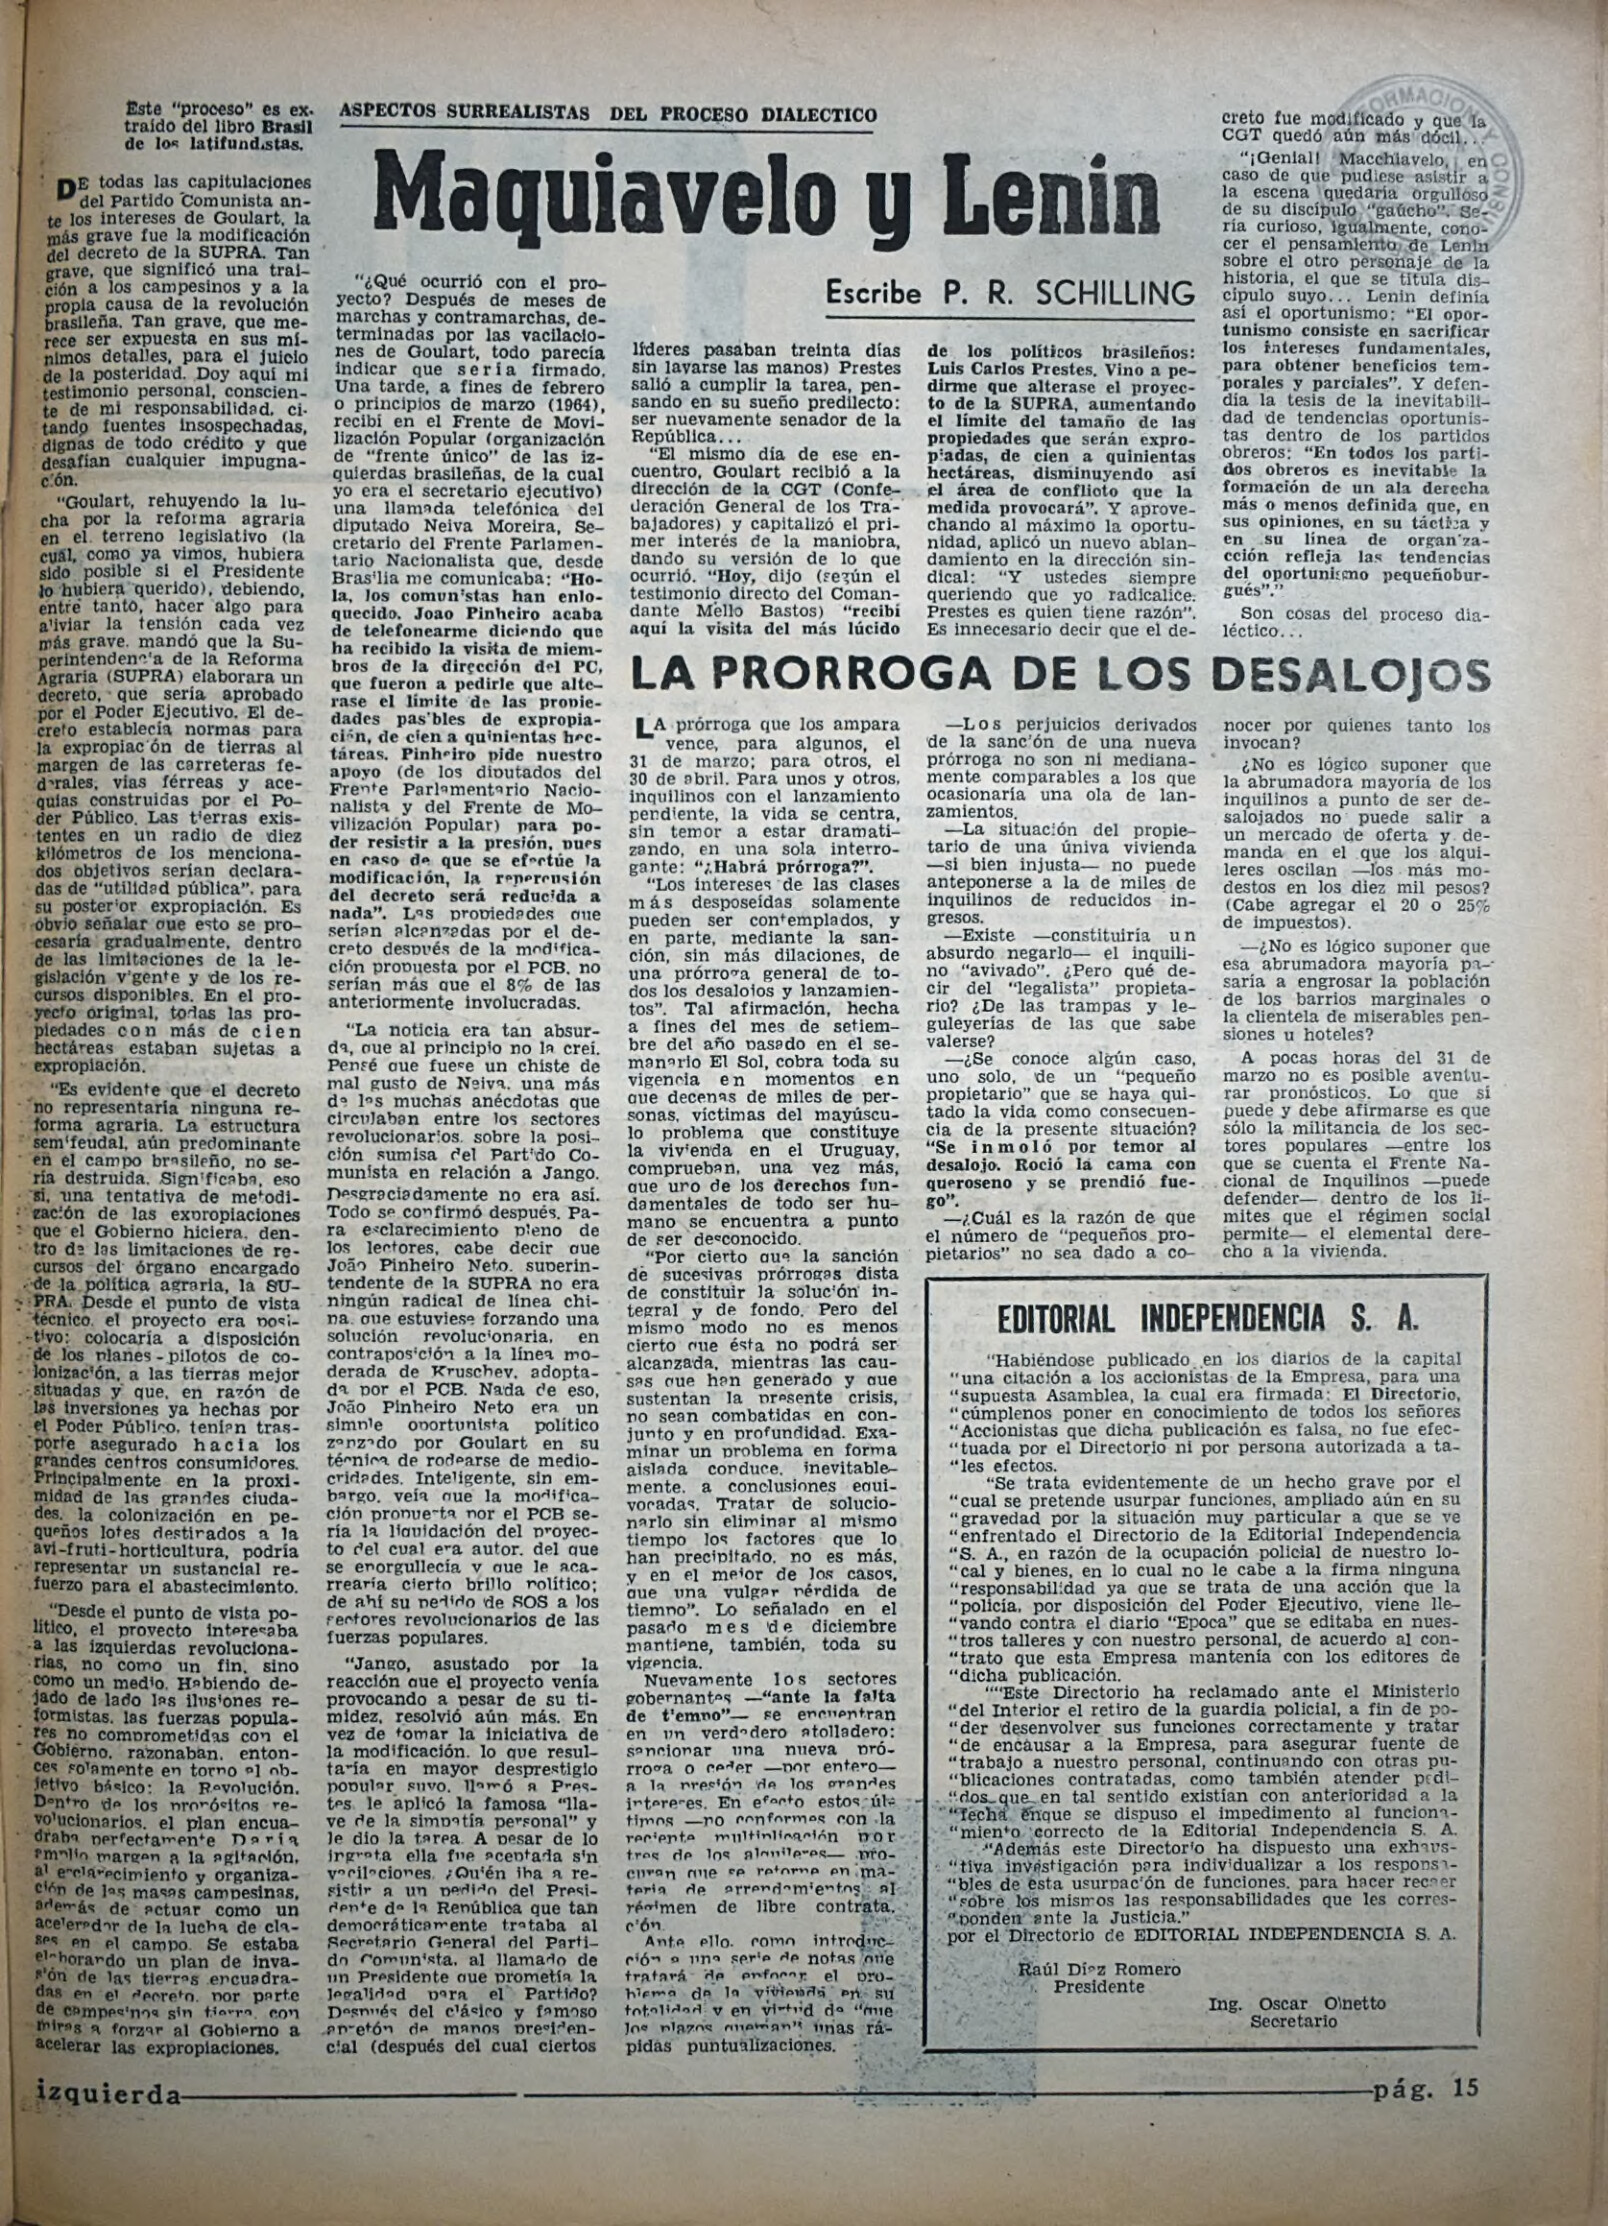 Este "proceso" es ex-
traído del libro Brasil
de los latifundistas.
ASPECTOS SURREALISTAS DEL PROCESO DIALECTICO
Maquiavelo y Lenin
Escribe P. R. SCHILLING
DE todas las capitulaciones
del Partido Comunista an-
te los intereses de Goulart, la
más grave fue la modificación
del decreto de la SUPRA. Tan
grave, que significó una trai-
ción a los campesinos y a la
propia causa de la revolución
brasileña. Tan grave, que me-
rece ser expuesta en sus mí-
nimos detalles, para el juicio
de la posteridad. Doy aquí mi
testimonio personal, conscien-
te de mi responsabilidad, ci-
tando fuentes insospechadas,
dignas de todo crédito y que
desafían cualquier impugna-
ción.
"Goulart, rehuyendo la lu-
cha por la reforma agraria
en el terreno legislativo (la
cual, como ya vimos, hubiera
sido posible si el Presidente
lo hubiera querido), debiendo,
entre tanto, hacer algo para
aliviar la tensión cada vez
más grave, mandó que la Su-
perintendencia de la Reforma
Agraria (SUPRA) elaborara un
decreto, que sería aprobado
por el Poder Ejecutivo. El de-
creto establecía normas para
la expropiación de tierras al
margen de las carreteras fe-
derales, vías férreas y ace-
quias construidas por el Po-
der Público. Las tierras exis-
tentes en un radio de diez
kilómetros de los menciona-
dos objetivos serían declara-
das de "utilidad pública", para
su posterior expropiación. Es
óbvio señalar que esto se pro-
cesaría gradualmente, dentro
de las limitaciones de la le-
gislación vigente y de los re-
cursos disponibles. En el pro-
yecto original, todas las pro-
piedades con más de cien
hectáreas estaban sujetas a
expropiación.
"Es evidente que el decreto
no representaría ninguna re-
forma agraria. La estructura
semifeudal, aún predominante
en el campo brasileño, no se-
ría destruida. Significaba, eso
sí, una tentativa de metodi-
zación de las expropiaciones
que el Gobierno hiciera, den-
tro de las limitaciones de re-
cursos del órgano encargado
de la política agraria, la SU-
PRA. Desde el punto de vista
técnico, el proyecto era posi-
tivo: colocaría a disposición
de los planes-pilotos de co-
lonización, a las tierras mejor
situadas y que, en razón de
las inversiones ya hechas por
el Poder Público, tenían tras-
porte asegurado hacia los
grandes centros consumidores.
Principalmente en la proxi-
midad de las grandes ciuda-
des, la colonización en pe-
queños lotes destinados a la
avi-fruti-horticultura, podría
representar un sustancial re-
fuerzo para el abastecimiento.
"Desde el punto de vista po-
lítico, el proyecto interesaba
a las izquierdas revoluciona-
rias, no como un fin, sino
como un medio. Habiendo de-
jado de lado las ilusiones re-
formistas, las fuerzas popula-
res no comprometidas con el
Gobierno, razonaban, enton-
ces solamente en torno al ob-
jetivo básico: la Revolución.
Dentro de los propósitos re-
volucionarios, el plan encua-
draba perfectamente. Daría
amplio margen a la agitación,
al esclarecimiento y organiza-
ción de las masas campesinas,
además de actuar como un
acelerador de la lucha de cla-
ses en el campo. Se estaba
elaborando un plan de inva-
sión de las tierras encuadra-
das en el decreto, por parte
de campesinos sin tierra con
miras a forzar al Gobierno a
acelerar las expropiaciones.
"¿Qué ocurrió con el pro-
yecto? Después de meses de
marchas y contramarchas, de-
terminadas por las vacilacio-
nes de Goulart, todo parecía
indicar que sería firmado.
Una tarde, a fines de febrero
o principios de marzo (1964),
recibí en el Frente de Movi-
lización Popular (organización
de "frente único" de las iz-
quierdas brasileñas, de la cual
yo era el secretario ejecutivo)
una llamada telefónica del
diputado Neiva Moreira, Se-
cretario del Frente Parlamen-
tario Nacionalista que, desde
Brasilia me comunicaba: "Ho-
la, los comunistas han enlo-
quecido. Joao Pinheiro acaba
de telefonearme diciendo que
ha recibido la visita de miem-
bros de la dirección del PC,
que fueron a pedirle que alte-
rase el límite de las propie-
dades pasibles de expropia-
ción, de cien a quinientas hec-
táreas. Pinheiro pide nuestro
apoyo (de los diputados del
Frente Parlamentario Nacio-
nalista y del Frente de Mo-
vilización Popular) para po-
der resistir a la presión, pues
en caso de que se efectúe la
modificación, la repercusión
del decreto será reducida a
nada". Las propiedades que
serían alcanzadas por el de-
creto después de la modifica-
ción propuesta por el PCB, no
serían más que el 8% de las
anteriormente involucradas.
"La noticia era tan absur-
da, que al principio no la creí.
Pensé que fuese un chiste de
mal gusto de Neiva, una más
de las muchas anécdotas que
circulaban entre los sectores
revolucionarios, sobre la posi-
ción sumisa del Partido Co-
munista en relación a Jango.
Desgraciadamente no era así.
Todo se confirmó después. Pa-
ra esclarecimiento pleno de
los lectores, cabe decir que
João Pinheiro Neto, superin-
tendente de la SUPRA no era
ningún radical de línea chi-
na, que estuviese forzando una
solución revolucionaria, en
contraposición a la línea mo-
derada de Kruschev, adopta-
da por el PCB. Nada de eso,
João Pinheiro Neto era un
simple oportunista político
zanzado por Goulart en su
técnica de rodearse de medio-
cridades. Inteligente, sin em-
bargo, veía que la modifica-
ción propuesta por el PCB se-
ría la liquidación del proyec-
to del cual era autor, del que
se enorgullecía y que le aca-
rrearía cierto brillo político;
de ahí su pedido de SOS a los
sectores revolucionarios de las
fuerzas populares.
"Jango, asustado por la
reacción que el proyecto venía
provocando a pesar de su ti-
midez, resolvió aún más. En
vez de tomar la iniciativa de
la modificación, lo que resul-
taría en mayor desprestigio
popular suyo, llamó a Pres-
tes, le aplicó la famosa "lla-
ve de la simpatía personal" y
le dio la tarea. A pesar de lo
ingrata ella fue aceptada sin
vacilaciones. ¿Quién iba a re-
sistir a un pedido del Presi-
dente de la República que tan
democráticamente trataba al
Secretario General del Parti-
do Comunista, al llamado de
un Presidente que prometía la
legalidad para el Partido?
Después del clásico y famoso
apretón de manos presiden-
cial (después del cual ciertos
líderes pasaban treinta días
sin lavarse las manos) Prestes
salló a cumplir la tarea, pen-
sando en su sueño predilecto:
ser nuevamente senador de la
República...
"El mismo día de ese en-
cuentro, Goulart recibió a la
dirección de la CGT (Confe-
deración General de los Tra-
bajadores) y capitalizó el pri-
mer interés de la maniobra,
dando su versión de lo que
ocurrió. "Hoy, dijo (según el
testimonio directo del Coman-
dante Mello Bastos) "recibí
aquí la visita del más lúcido
de los políticos brasileños:
Luis Carlos Prestes. Vino a pe-
dirme que alterase el proyec-
to de la SUPRA, aumentando
el límite del tamaño de las
propiedades que serán expro-
piadas, de cien a quinientas
hectáreas, disminuyendo así
el área de conflicto que la
medida provocará". Y aprove-
chando al máximo la oportu-
nidad, aplicó un nuevo ablan-
damiento en la dirección sin-
dical: "Y ustedes siempre
queriendo que yo radicalice.
Prestes es quien tiene razón".
Es innecesario decir que el de-
creto fue modificado y que la
CGT quedó aún más dócil...
"¡Genial! Macchiavelo, en
caso de que pudiese asistir a
la escena quedaría orgulloso
de su discípulo "gaúcho". Se-
ría curioso, igualmente, cono-
cer el pensamiento de Lenin
sobre el otro personaje de la
historia, el que se titula dis-
cípulo suyo... Lenin definía
así el oportunismo: "El opor-
tunismo consiste en sacrificar
los intereses fundamentales,
para obtener beneficios tem-
porales y parciales". Y defen-
día la tesis de la inevitabili-
dad de tendencias oportunis-
tas dentro de los partidos
obreros: "En todos los parti-
dos obreros es inevitable la
formación de un ala derecha
más o menos definida que, en
sus opiniones, en su táctica y
en su línea de organiza-
ción refleja las tendencias
del oportunismo pequeñobur-
gués"."
Son cosas del proceso dia-
léctico...
LA PRORROGA DE LOS DESALOJOS
LA prórroga que los ampara
vence, para algunos, el
31 de marzo; para otros, el
30 de abril. Para unos y otros,
inquilinos con el lanzamiento
pendiente, la vida se centra,
sin temor a estar dramati-
zando, en una sola interro-
gante: "¿Habrá prórroga?".
"Los intereses de las clases
más desposeídas solamente
pueden ser contemplados, y
en parte, mediante la san-
ción, sin más dilaciones, de
una prórroga general de to-
dos los desalojos y lanzamien-
tos". Tal afirmación, hecha
a fines del mes de setiem-
bre del año pasado en el se-
manario El Sol, cobra toda su
vigencia en momentos en
que decenas de miles de per-
sonas, víctimas del mayúscu-
lo problema que constituye
la vivienda en el Uruguay,
comprueban, una vez más,
que uno de los derechos fun-
damentales de todo ser hu-
mano se encuentra a punto
de ser desconocido.
"Por cierto que la sanción
de sucesivas prórrogas dista
de constituir la solución in-
tegral y de fondo. Pero del
mismo modo no es menos
cierto que ésta no podrá ser
alcanzada, mientras las cau-
sas que han generado y que
sustentan la presente crisis,
no sean combatidas en con-
junto y en profundidad. Exa-
minar un problema en forma
aislada conduce, inevitable-
mente, a conclusiones equi-
vocadas. Tratar de solucio-
narlo sin eliminar al mismo
tiempo los factores que lo
han precipitado, no es más,
y en el mejor de los casos,
que una vulgar pérdida de
tiempo". Lo señalado en el
pasado mes de diciembre
mantiene, también, toda su
vigencia.
Nuevamente los sectores
gobernantes —"ante la falta
de tiempo"— se encuentran
en un verdadero atolladero:
sancionar una nueva pró-
rroga o ceder —por entero—
a la presión de los grandes
intereses. En efecto estos úl-
timos —no conformes con la
reciente multiplicación por
tres de los alquileres— pro-
curan que se retorne en ma-
teria de arrendamientos al
régimen de libre contrata-
ción.
Ante ello, como introduc-
ción a una serie de notas que
tratará de enfocar el pro-
blema de la vivienda en su
totalidad y en virtud de "que
los plazos queman" unas rá-
pidas puntualizaciones.
—Los perjuicios derivados
de la sanción de una nueva
prórroga no son ni mediana-
mente comparables a los que
ocasionaría una ola de lan-
zamientos.
—La situación del propie-
tario de una úniva vivienda
—si bien injusta— no puede
anteponerse a la de miles de
inquilinos de reducidos in-
gresos.
—Existe —constituiría un
absurdo negarlo— el inquili-
no "avivado". ¿Pero qué de-
cir del "legalista" propieta-
rio? ¿De las trampas y le-
guleyerías de las que sabe
valerse?
—¿Se conoce algún caso,
uno solo, de un "pequeño
propietario" que se haya qui-
tado la vida como consecuen-
cia de la presente situación?
"Se inmoló por temor al
desalojo. Roció la cama con
queroseno y se prendió fue-
go".
—¿Cuál es la razón de que
el número de "pequeños pro-
pietarios" no sea dado a co-
nocer por quienes tanto los
invocan?
¿No es lógico suponer que
la abrumadora mayoría de los
inquilinos a punto de ser de-
salojados no puede salir a
un mercado de oferta y de-
manda en el que los alqui-
leres oscilan —los más mo-
destos en los diez mil pesos?
(Cabe agregar el 20 o 25%
de impuestos).
—¿No es lógico suponer que
esa abrumadora mayoría pa-
saría a engrosar la población
de los barrios marginales o
la clientela de miserables pen-
siones u hoteles?
A pocas horas del 31 de
marzo no es posible aventu-
rar pronósticos. Lo que sí
puede y debe afirmarse es que
sólo la militancia de los sec-
tores populares —entre los
que se cuenta el Frente Na-
cional de Inquilinos —puede
defender— dentro de los lí-
mites que el régimen social
permite— el elemental dere-
cho a la vivienda.
EDITORIAL INDEPENDENCIA S. A.
"Habiéndose publicado en los diarios de la capital
"una citación a los accionistas de la Empresa, para una
"supuesta Asamblea, la cual era firmada: El Directorio,
"cúmplenos poner en conocimiento de todos los señores
"Accionistas que dicha publicación es falsa, no fue efec-
"tuada por el Directorio ni por persona autorizada a ta-
"les efectos.
"Se trata evidentemente de un hecho grave por el
"cual se pretende usurpar funciones, ampliado aún en su
"gravedad por la situación muy particular a que se ve
"enfrentado el Directorio de la Editorial Independencia
"S. A., en razón de la ocupación policial de nuestro lo-
"cal y bienes, en lo cual no le cabe a la firma ninguna
"responsabilidad ya que se trata de una acción que la
"policía, por disposición del Poder Ejecutivo, viene lle-
"vando contra el diario "Epoca" que se editaba en nues-
"tros talleres y con nuestro personal, de acuerdo al con-
"trato que esta Empresa mantenía con los editores de
"dicha publicación.
""Este Directorio ha reclamado ante el Ministerio
"del Interior el retiro de la guardia policial, a fin de po-
"der desenvolver sus funciones correctamente y tratar
"de encausar a la Empresa, para asegurar fuente de
"trabajo a nuestro personal, continuando con otras pu-
"blicaciones contratadas, como también atender pedi-
"dos que en tal sentido existían con anterioridad a la
"fecha enque se dispuso el impedimento al funciona-
"miento correcto de la Editorial Independencia S. A.
"Además este Directorio ha dispuesto una exhaus-
"tiva investigación para individualizar a los responsa-
"bles de esta usurpación de funciones, para hacer recaer
"sobre los mismos las responsabilidades que les corres-
"ponden ante la Justicia."
por el Directorio de EDITORIAL INDEPENDENCIA S. A.
Raúl Díaz Romero
Presidente
Ing. Oscar Olnetto
Secretario
izquierda
pág. 15